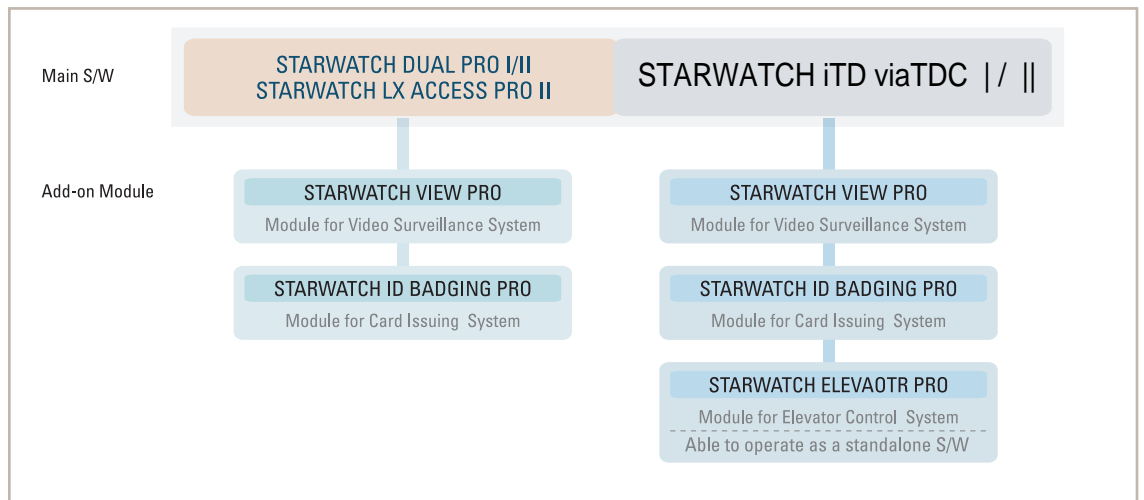 Main S/W
STARWATCH DUAL PRO I/II
STARWATCH LX ACCESS PRO II
STARWATCH iTD viaTDC | / ||
Add-on Module
STARWATCH VIEW PRO
Module for Video Surveillance System
STARWATCH ID BADGING PRO
Module for Card Issuing System
STARWATCH VIEW PRO
Module for Video Surveillance System
STARWATCH ID BADGING PRO
Module for Card Issuing System
STARWATCH ELEVAOTR PRO
Module for Elevator Control System
Able to operate as a standalone S/W